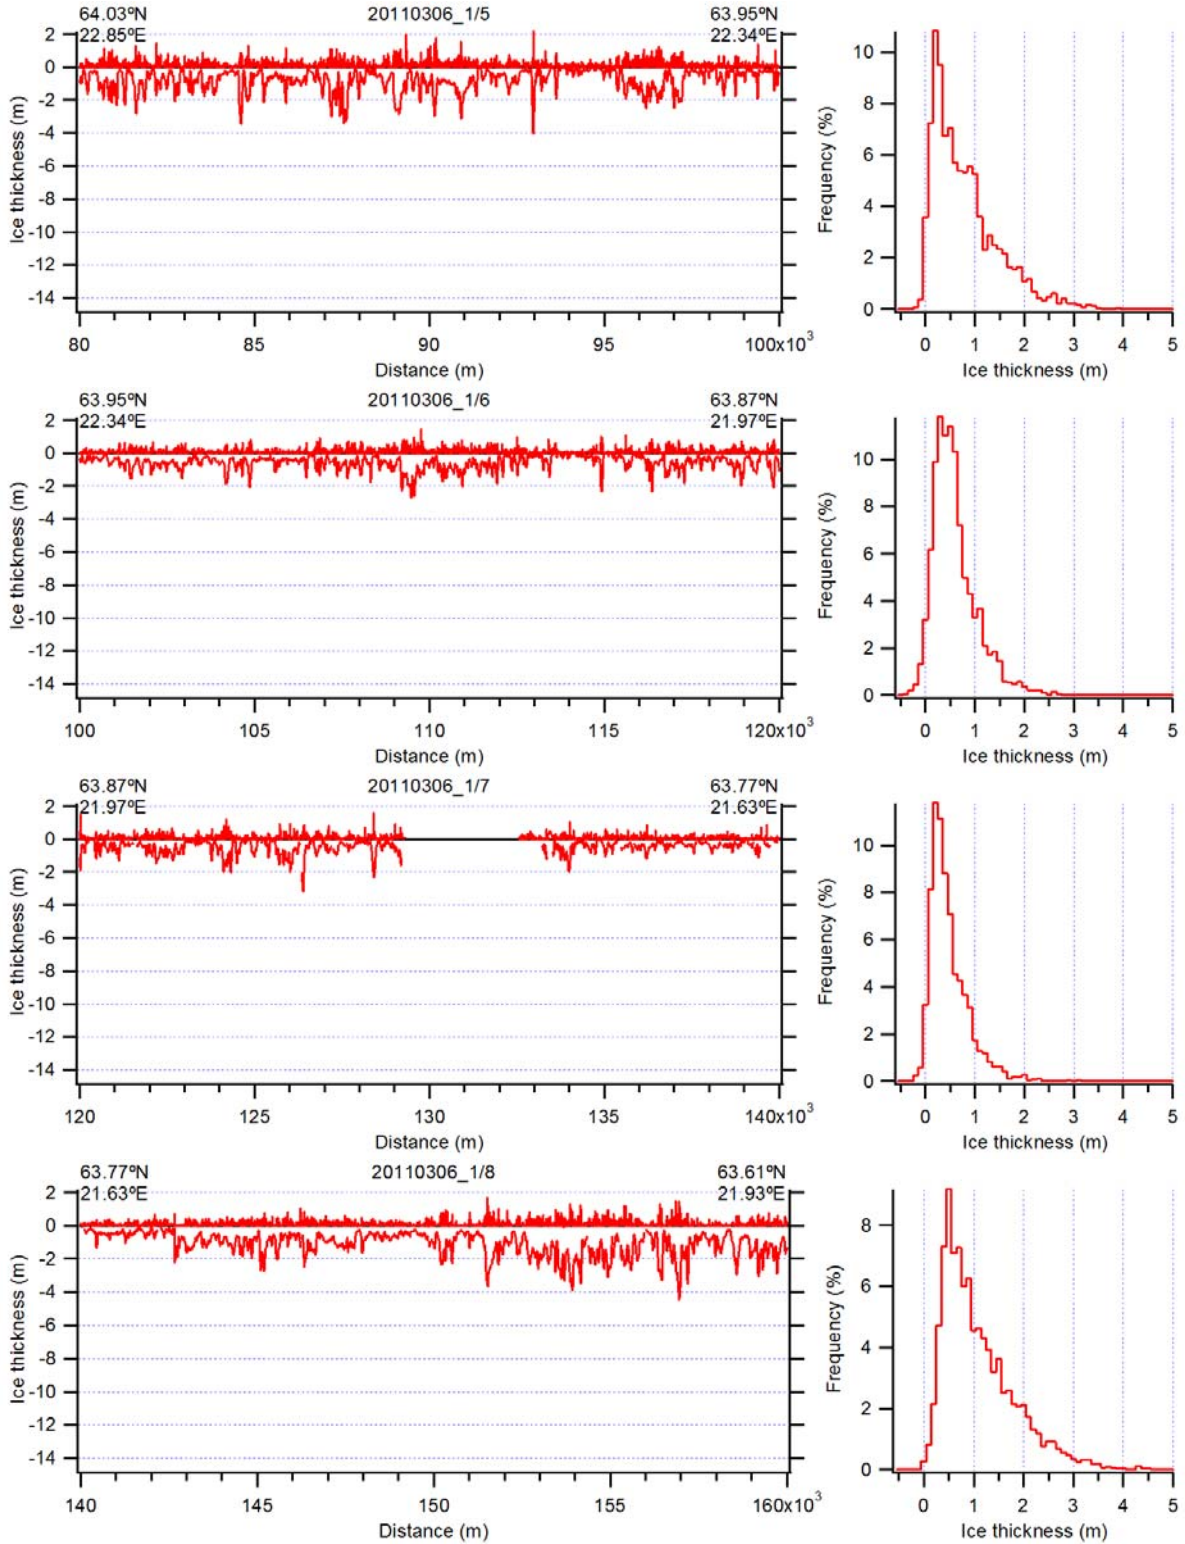 64.03ºN 20110306_1/5 63.95ºN
22.85ºE 22.34ºE
2
0
-2
-4
-6
-8
-10
-12
-14
Ice thickness (m)
80 85 90 95 100x10³
Distance (m)
10
8
6
4
2
0
Frequency (%)
0 1 2 3 4 5
Ice thickness (m)
63.95ºN 20110306_1/6 63.87ºN
22.34ºE 21.97ºE
2
0
-2
-4
-6
-8
-10
-12
-14
Ice thickness (m)
100 105 110 115 120x10³
Distance (m)
10
8
6
4
2
0
Frequency (%)
0 1 2 3 4 5
Ice thickness (m)
63.87ºN 20110306_1/7 63.77ºN
21.97ºE 21.63ºE
2
0
-2
-4
-6
-8
-10
-12
-14
Ice thickness (m)
120 125 130 135 140x10³
Distance (m)
10
8
6
4
2
0
Frequency (%)
0 1 2 3 4 5
Ice thickness (m)
63.77ºN 20110306_1/8 63.61ºN
21.63ºE 21.93ºE
2
0
-2
-4
-6
-8
-10
-12
-14
Ice thickness (m)
140 145 150 155 160x10³
Distance (m)
8
6
4
2
0
Frequency (%)
0 1 2 3 4 5
Ice thickness (m)